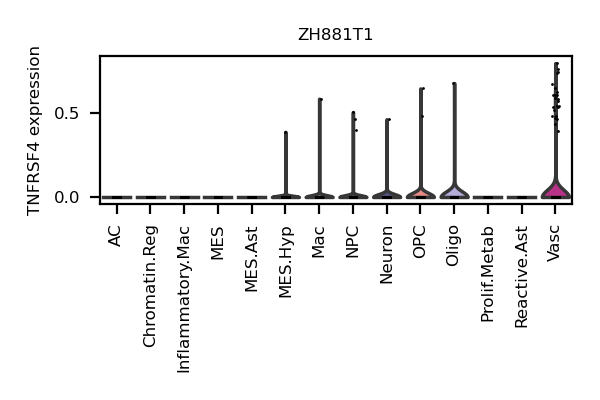 ZH881T1
TNFRSF4 expression
0.5
0.0
AC
Chromatin.Reg
Inflammatory.Mac
MES
MES.Ast
MES.Hyp
Mac
NPC
Neuron
OPC
Oligo
Prolif.Metab
Reactive.Ast
Vasc